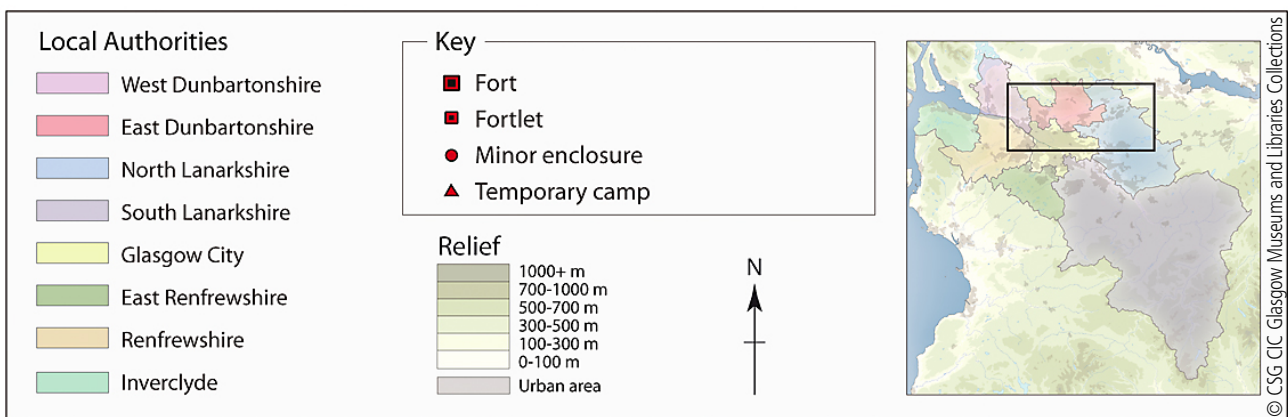 Local Authorities
West Dunbartonshire
East Dunbartonshire
North Lanarkshire
South Lanarkshire
Glasgow City
East Renfrewshire
Renfrewshire
Inverclyde
Key
Fort
Fortlet
Minor enclosure
Temporary camp
Relief
1000+ m
700-1000 m
500-700 m
300-500 m
100-300 m
0-100 m
Urban area
N
© CSG CIC Glasgow Museums and Libraries Collections